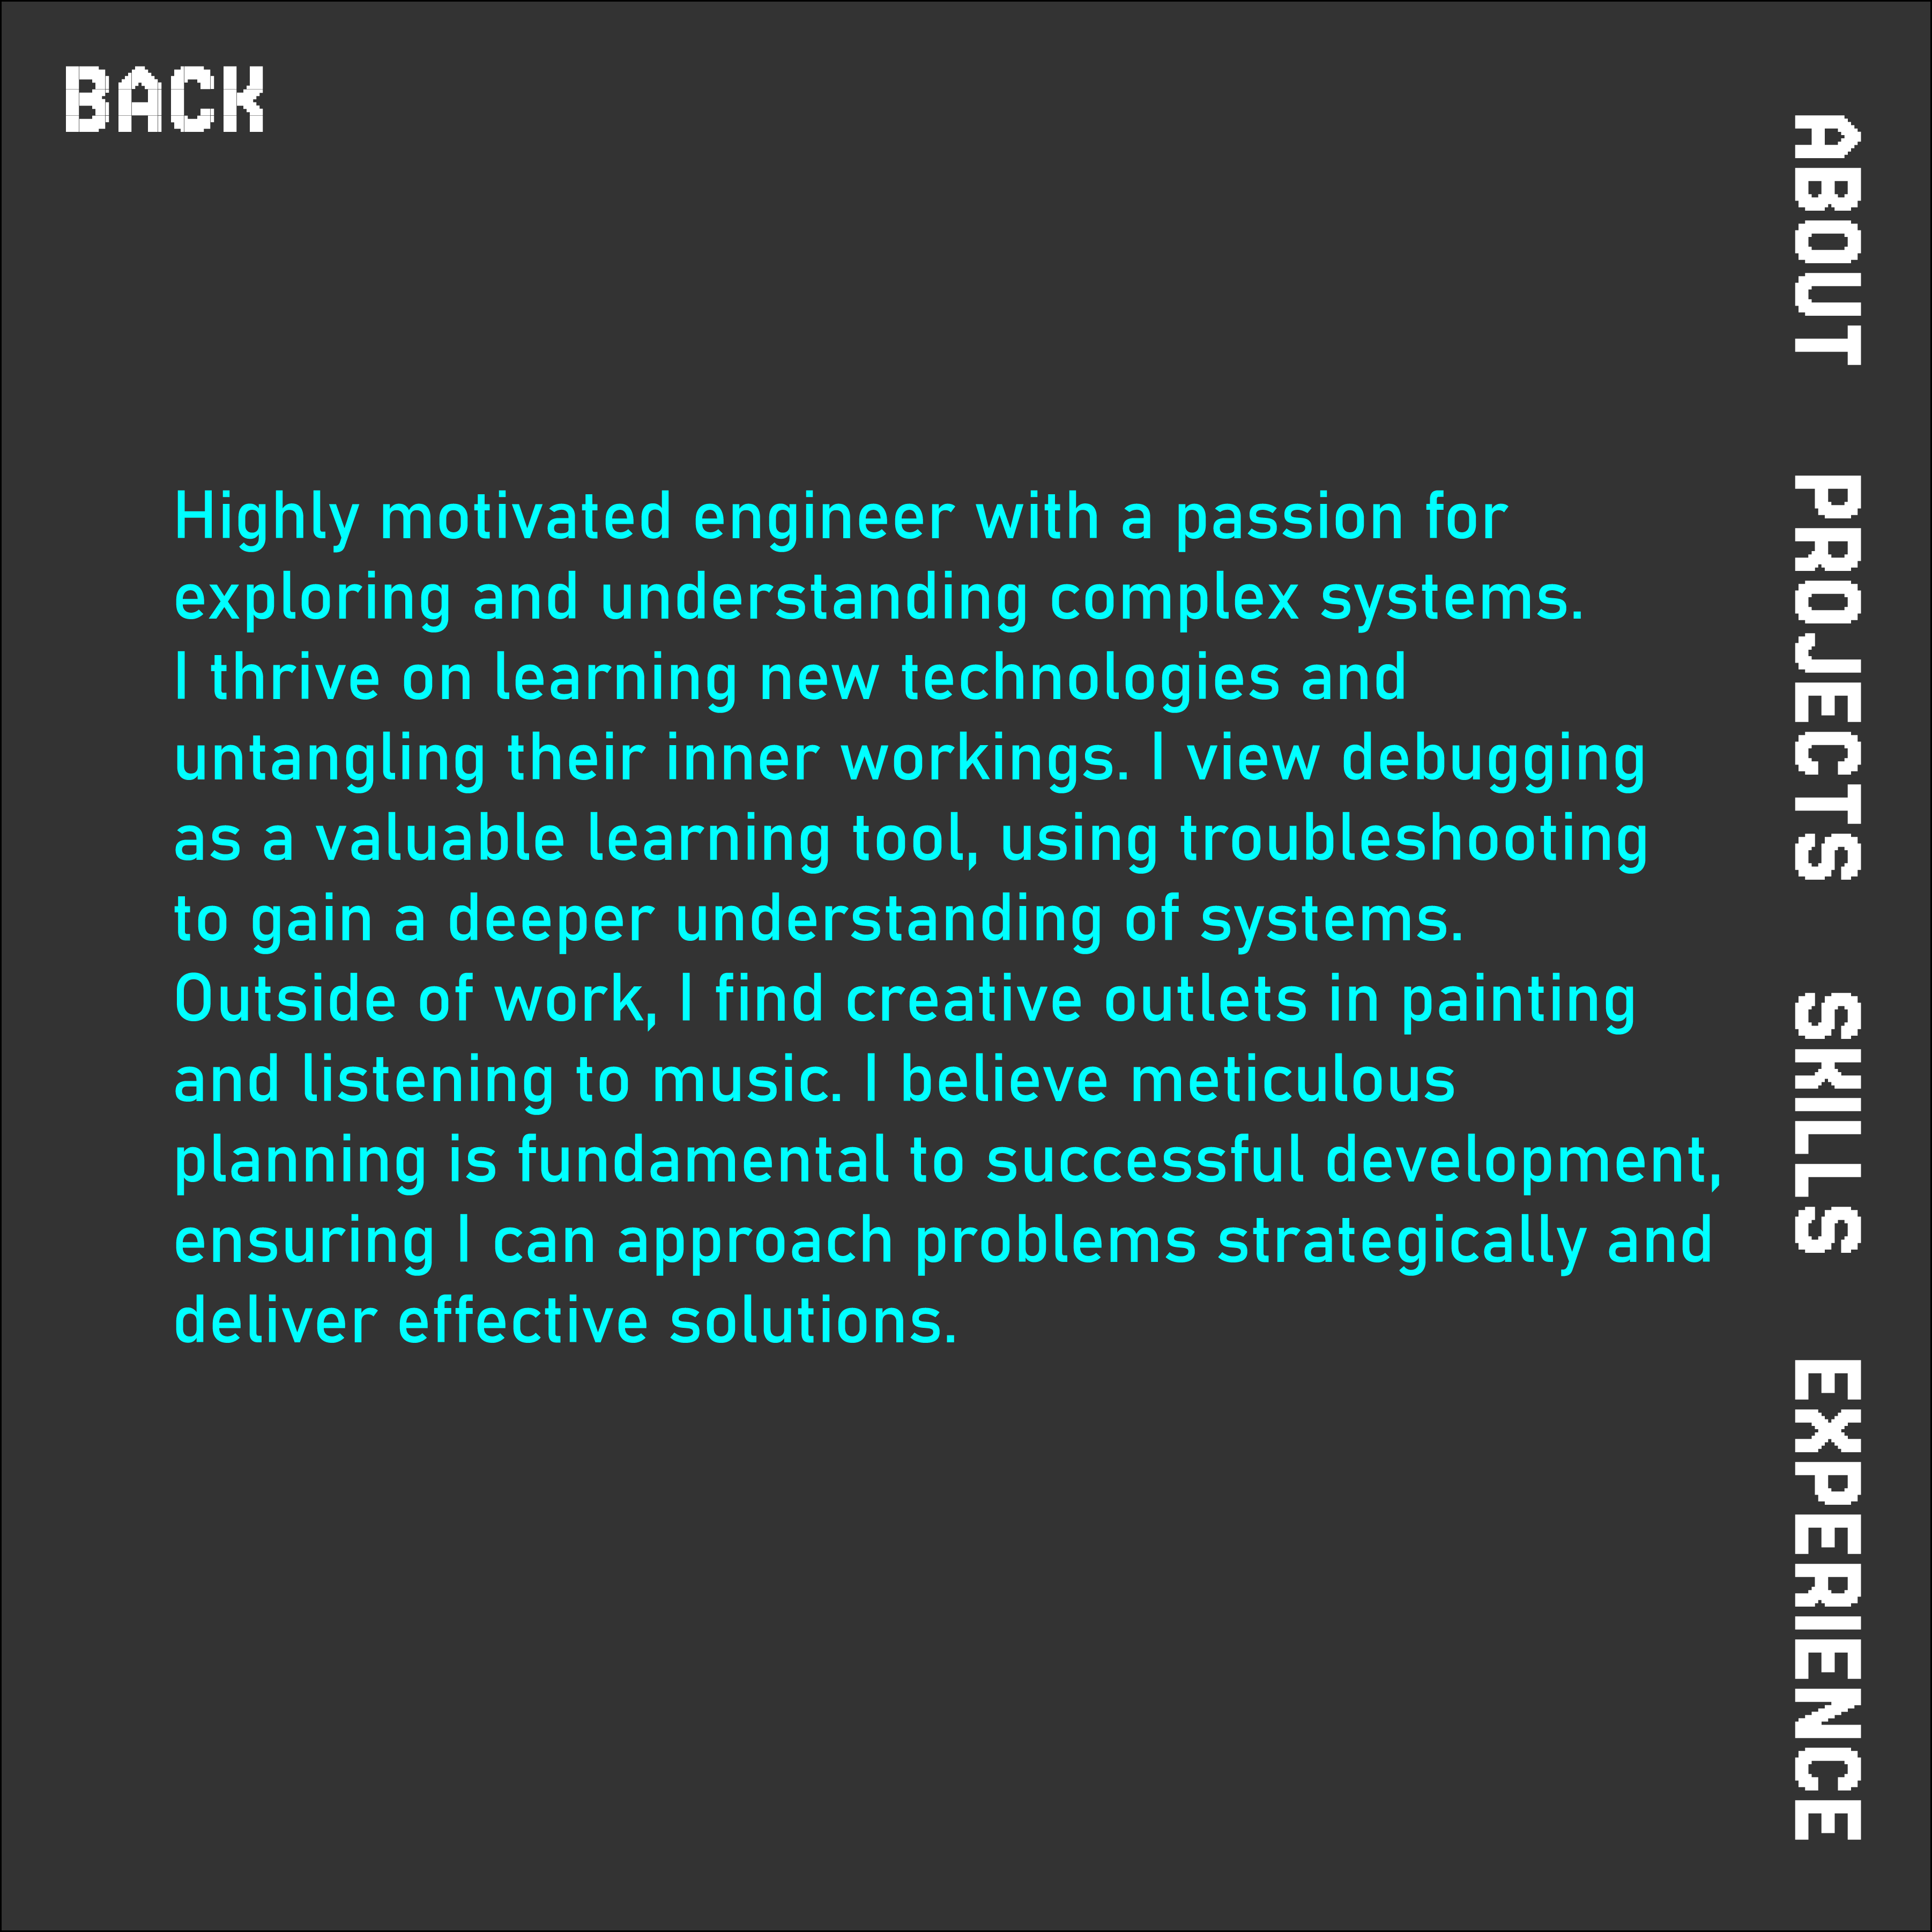 BACK
Highly motivated engineer with a passion for
exploring and understanding complex systems.
I thrive on learning new technologies and
untangling their inner workings. I view debugging
as a valuable learning tool, using troubleshooting
to gain a deeper understanding of systems.
Outside of work, I find creative outlets in painting
and listening to music. I believe meticulous
planning is fundamental to successful development,
ensuring I can approach problems strategically and
deliver effective solutions.
ABOUT
PROJECTS
SKILLS
EXPERIENCE